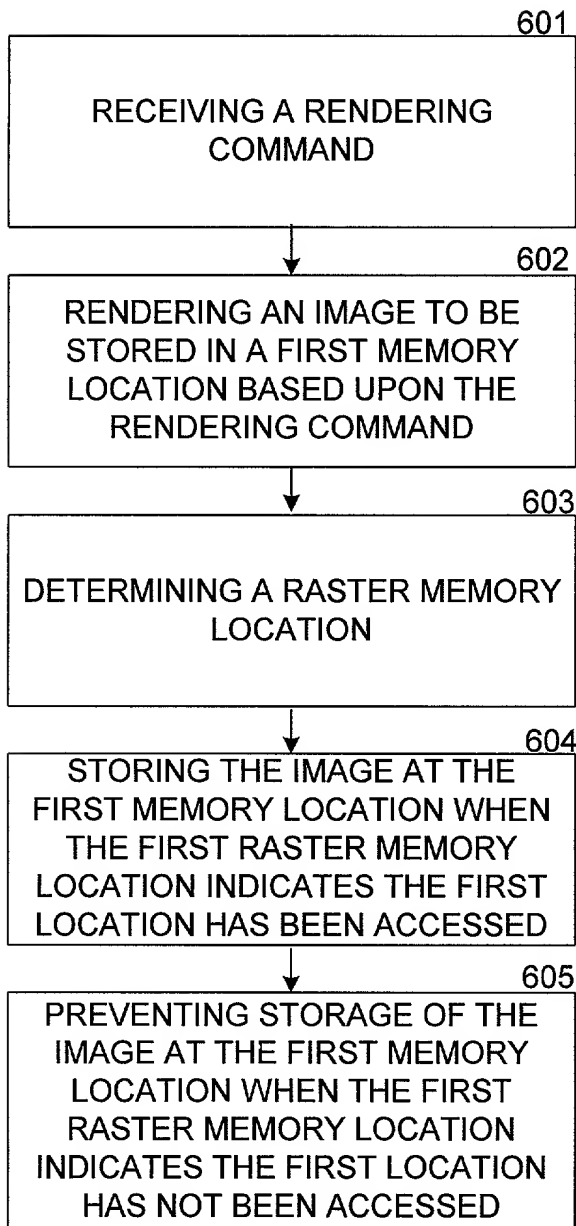 601
RECEIVING A RENDERING
COMMAND
602
RENDERING AN IMAGE TO BE
STORED IN A FIRST MEMORY
LOCATION BASED UPON THE
RENDERING COMMAND
603
DETERMINING A RASTER MEMORY
LOCATION
604
STORING THE IMAGE AT THE
FIRST MEMORY LOCATION WHEN
THE FIRST RASTER MEMORY
LOCATION INDICATES THE FIRST
LOCATION HAS BEEN ACCESSED
605
PREVENTING STORAGE OF THE
IMAGE AT THE FIRST MEMORY
LOCATION WHEN THE FIRST
RASTER MEMORY LOCATION
INDICATES THE FIRST LOCATION
HAS NOT BEEN ACCESSED